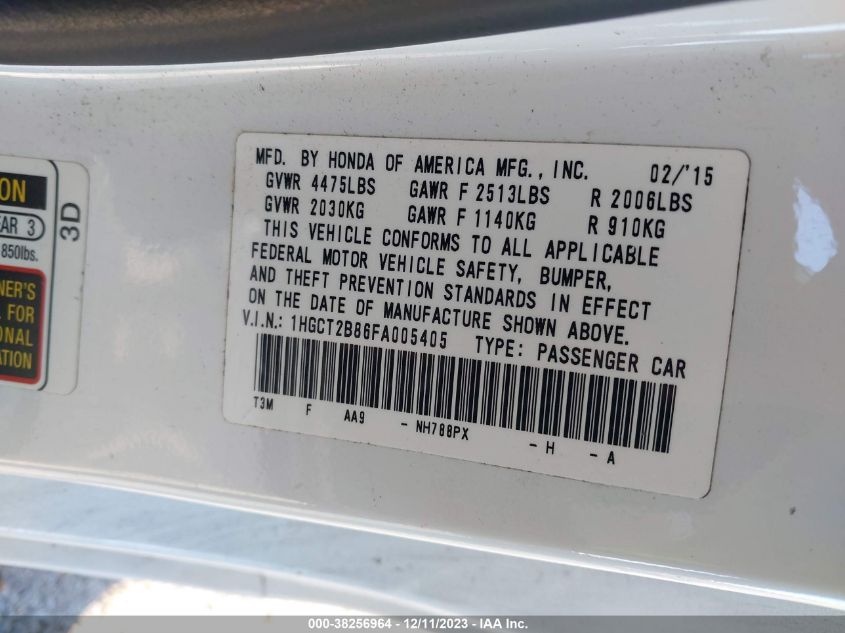 MFD. BY HONDA OF AMERICA MFG., INC. 02/'15
GVWR 4475LBS GAWR F 2513LBS R 2006LBS
GVWR 2030KG GAWR F 1140KG R 910KG
THIS VEHICLE CONFORMS TO ALL APPLICABLE
FEDERAL MOTOR VEHICLE SAFETY, BUMPER,
AND THEFT PREVENTION STANDARDS IN EFFECT
ON THE DATE OF MANUFACTURE SHOWN ABOVE.
V.I.N.: 1HGCT2B86FA005405 TYPE: PASSENGER CAR
T3M F AA9 - NH788PX - H - A
3D
ON
EAR 3
850lbs.
NER'S
L FOR
IONAL
ATION
000-38256964 - 12/11/2023 - IAA Inc.